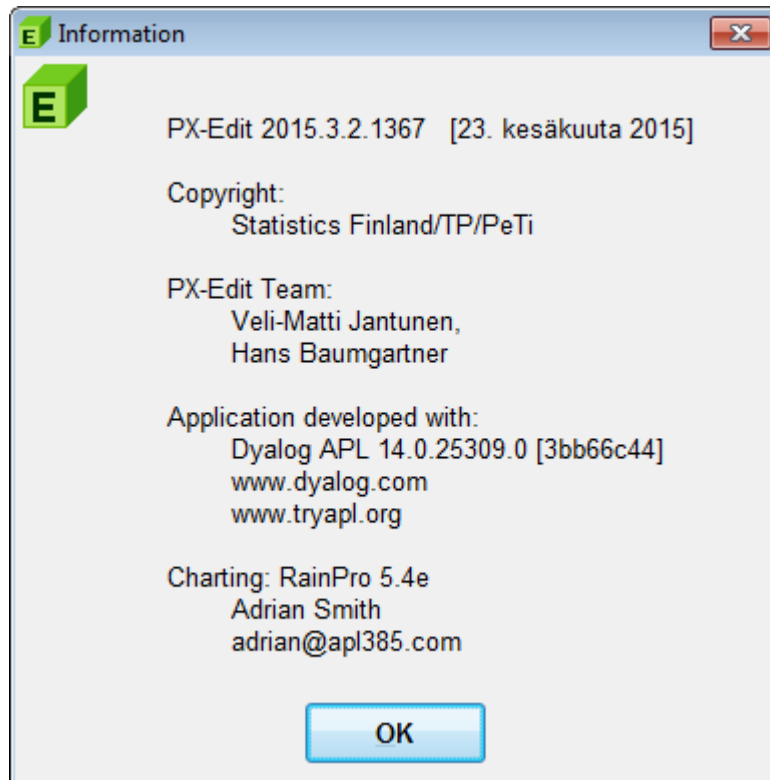 E Information
E
PX-Edit 2015.3.2.1367 [23. kesäkuuta 2015]
Copyright:
Statistics Finland/TP/PeTi
PX-Edit Team:
Veli-Matti Jantunen,
Hans Baumgartner
Application developed with:
Dyalog APL 14.0.25309.0 [3bb66c44]
www.dyalog.com
www.tryapl.org
Charting: RainPro 5.4e
Adrian Smith
adrian@apl385.com
OK